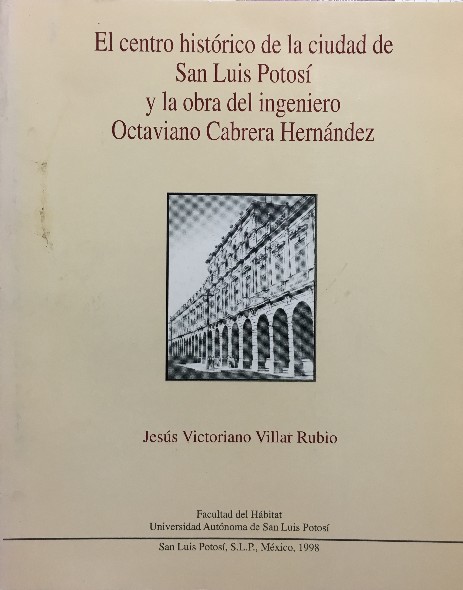 El centro histórico de la ciudad de
San Luis Potosí
y la obra del ingeniero
Octaviano Cabrera Hernández
Jesús Victoriano Villar Rubio
Facultad del Hábitat
Universidad Autónoma de San Luis Potosí
San Luis Potosí, S.L.P., México, 1998